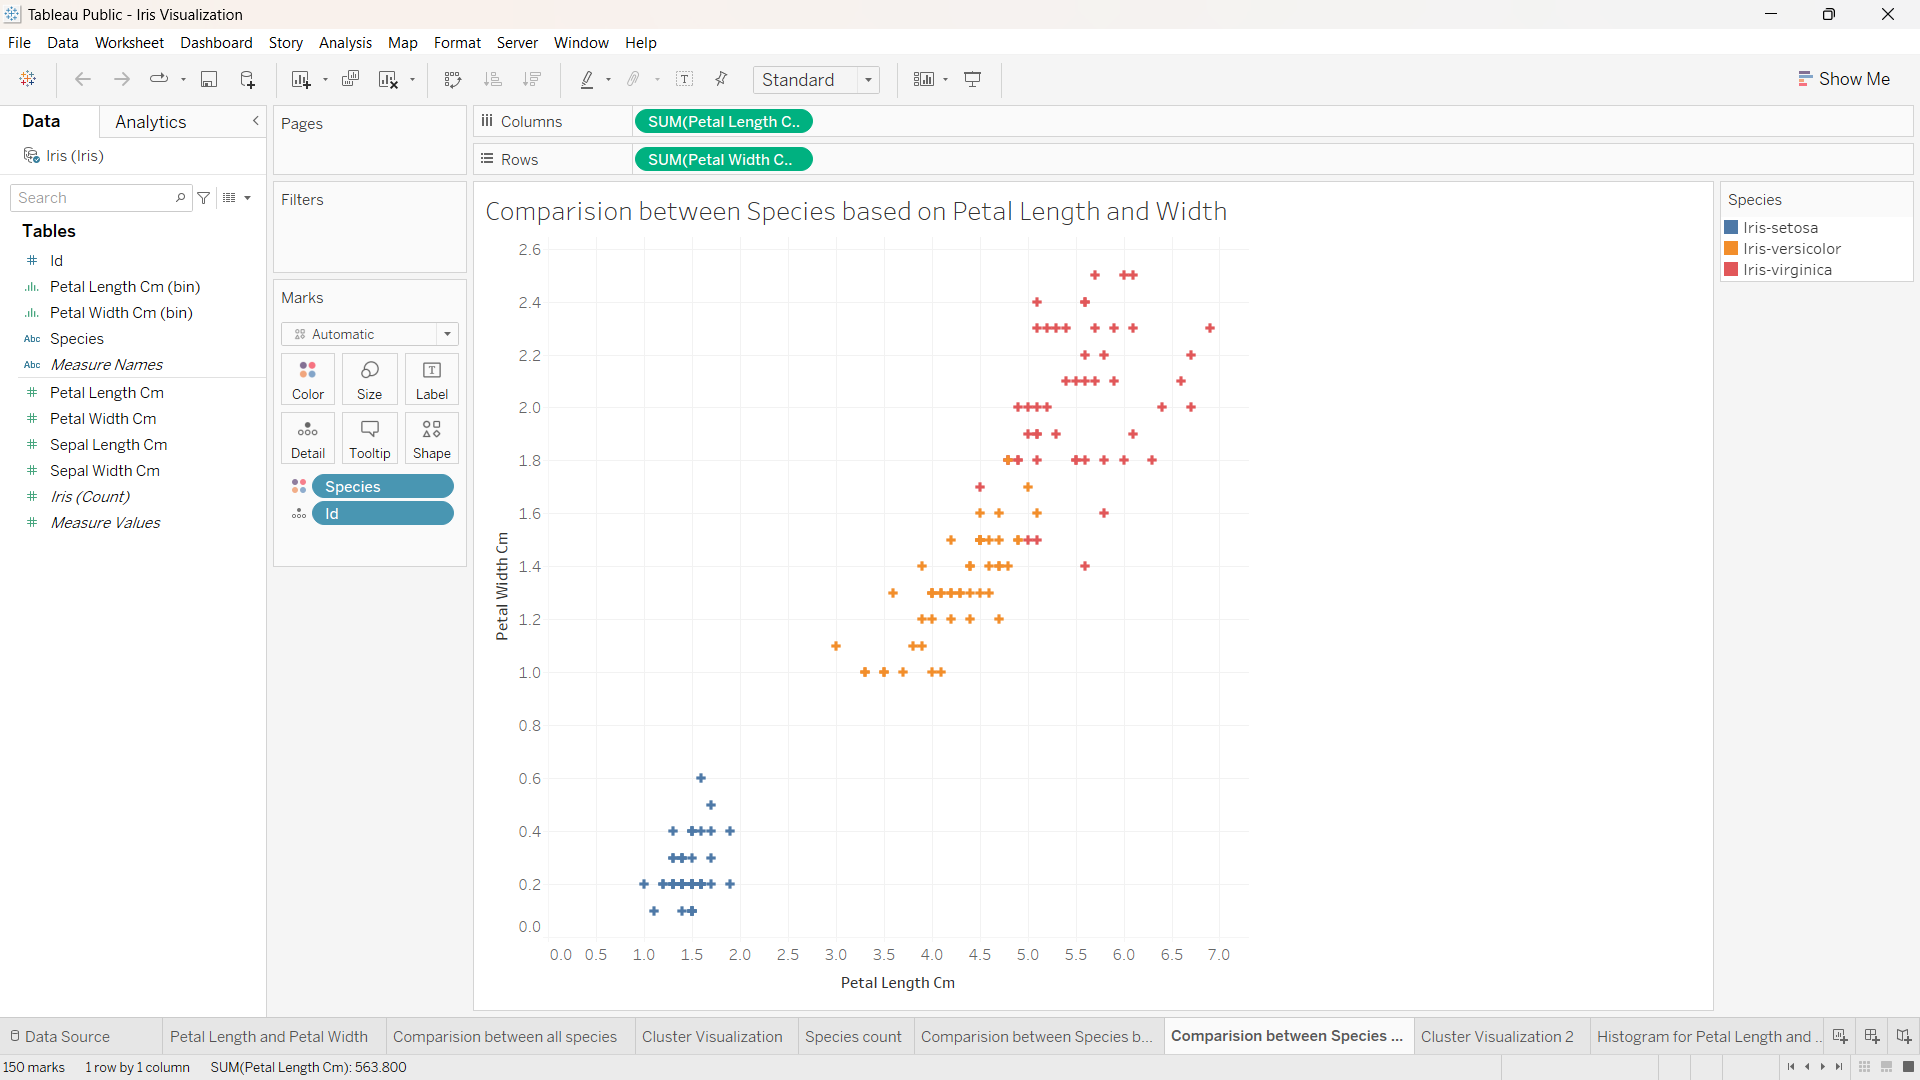 Tableau Public - Iris Visualization
File Data Worksheet Dashboard Story Analysis Map Format Server Window Help
Standard
Show Me
Data
Analytics
Iris (Iris)
Search
Tables
Id
Petal Length Cm (bin)
Petal Width Cm (bin)
Abc Species
Abc Measure Names
Petal Length Cm
Petal Width Cm
Sepal Length Cm
Sepal Width Cm
Iris (Count)
Measure Values
Pages
Filters
Marks
Automatic
Color Size Label
Detail Tooltip Shape
Species
Id
Columns SUM(Petal Length C..
Rows SUM(Petal Width C..
Comparision between Species based on Petal Length and Width
2.6
2.4
2.2
2.0
1.8
1.6
1.4
1.2
1.0
0.8
0.6
0.4
0.2
0.0
Petal Width Cm
0.0 0.5 1.0 1.5 2.0 2.5 3.0 3.5 4.0 4.5 5.0 5.5 6.0 6.5 7.0
Petal Length Cm
Species
Iris-setosa
Iris-versicolor
Iris-virginica
Data Source Petal Length and Petal Width Comparision between all species Cluster Visualization Species count Comparision between Species b... Comparision between Species ... Cluster Visualization 2 Histogram for Petal Length and ..
150 marks 1 row by 1 column SUM(Petal Length Cm): 563.800